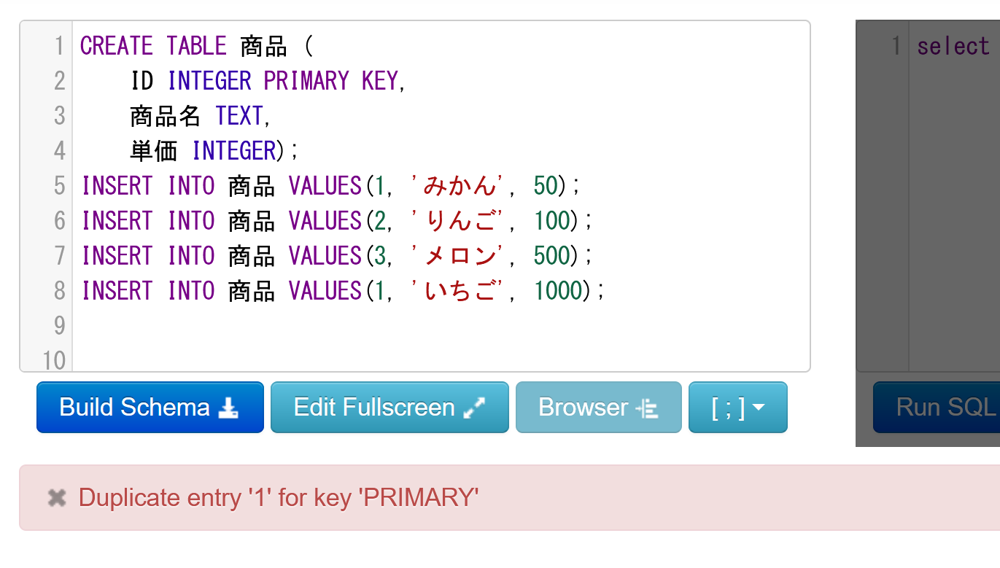 1 CREATE TABLE 商品 (
2     ID INTEGER PRIMARY KEY,
3     商品名 TEXT,
4     単価 INTEGER);
5 INSERT INTO 商品 VALUES(1, 'みかん', 50);
6 INSERT INTO 商品 VALUES(2, 'りんご', 100);
7 INSERT INTO 商品 VALUES(3, 'メロン', 500);
8 INSERT INTO 商品 VALUES(1, 'いちご', 1000);
9
10
1 select
Build Schema Edit Fullscreen Browser [ ; ]
Run SQL
Duplicate entry '1' for key 'PRIMARY'